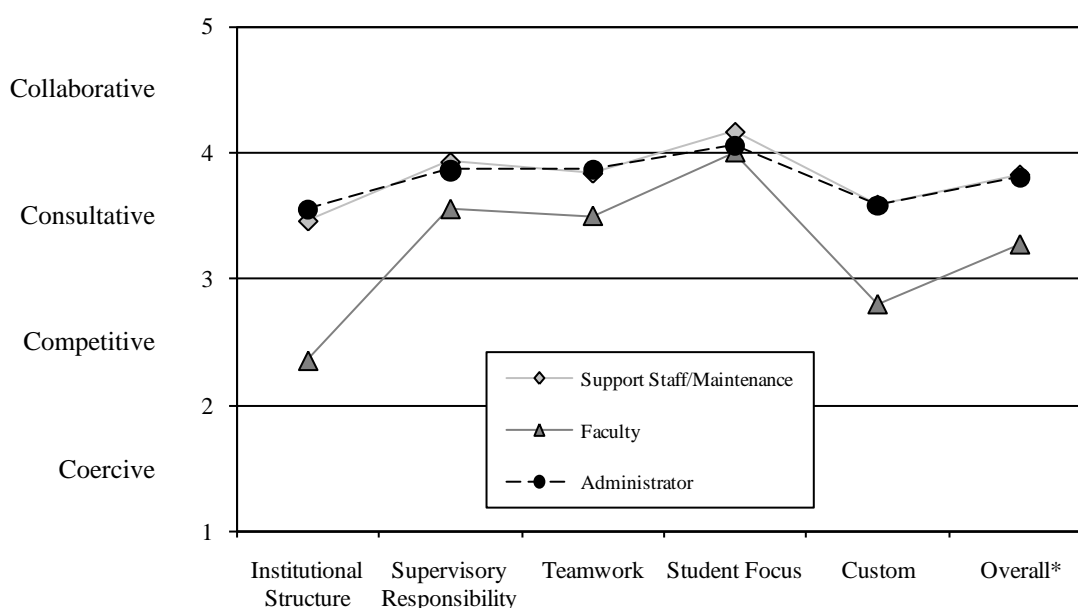 5
Collaborative
4
Consultative
3
Competitive
2
Coercive
1
Support Staff/Maintenance
Faculty
Administrator
Institutional
Structure
Supervisory
Responsibility
Teamwork
Student Focus
Custom
Overall*